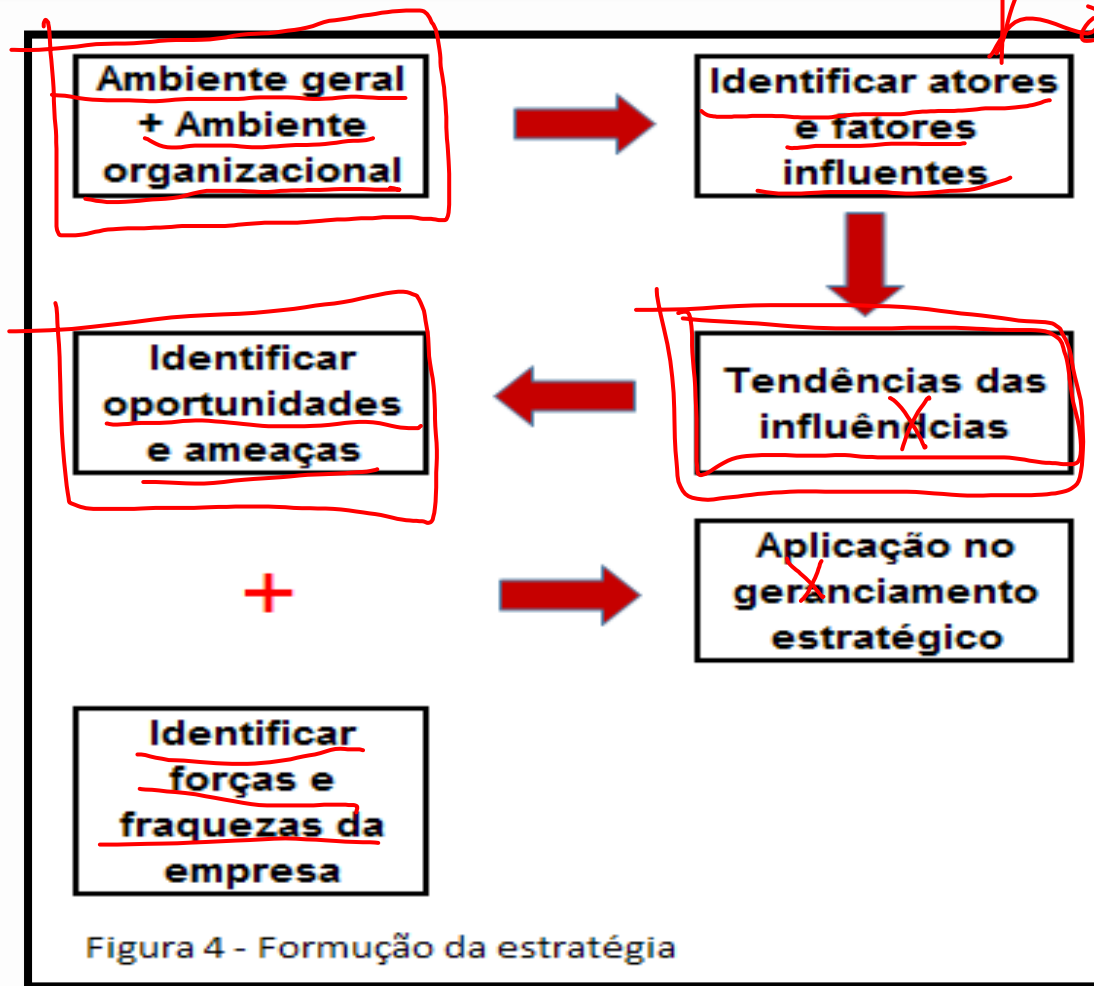 Ambiente geral
+ Ambiente
organizacional
Identificar atores
e fatores
influentes
Tendências das
influêndcias
Identificar
oportunidades
e ameaças
+
Aplicação no
geranciamento
estratégico
Identificar
forças e
fraquezas da
empresa
Figura 4 - Formução da estratégia